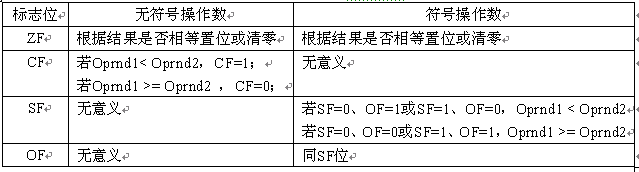 标志位 无符号操作数 符号操作数
ZF 根据结果是否相等置位或清零 根据结果是否相等置位或清零
CF 若Oprnd1< Oprnd2，CF=1； 无意义
若Oprnd1 >= Oprnd2 ，CF=0；
SF 无意义 若SF=0、OF=1或SF=1、OF=0，Oprnd1 < Oprnd2
若SF=0、OF=0或SF=1、OF=1，Oprnd1 >= Oprnd2
OF 无意义 同SF位